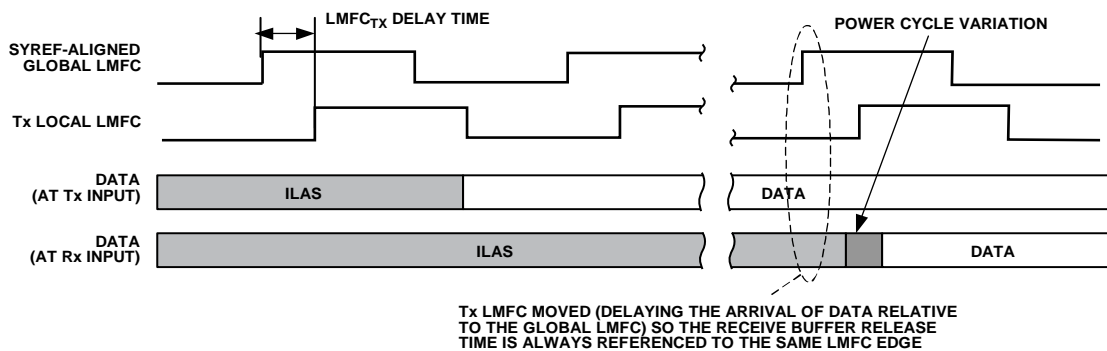 LMFCTX DELAY TIME
POWER CYCLE VARIATION
SYREF-ALIGNED
GLOBAL LMFC
Tx LOCAL LMFC
DATA
(AT Tx INPUT)
ILAS
DATA
DATA
(AT Rx INPUT)
ILAS
DATA
Tx LMFC MOVED (DELAYING THE ARRIVAL OF DATA RELATIVE
TO THE GLOBAL LMFC) SO THE RECEIVE BUFFER RELEASE
TIME IS ALWAYS REFERENCED TO THE SAME LMFC EDGE